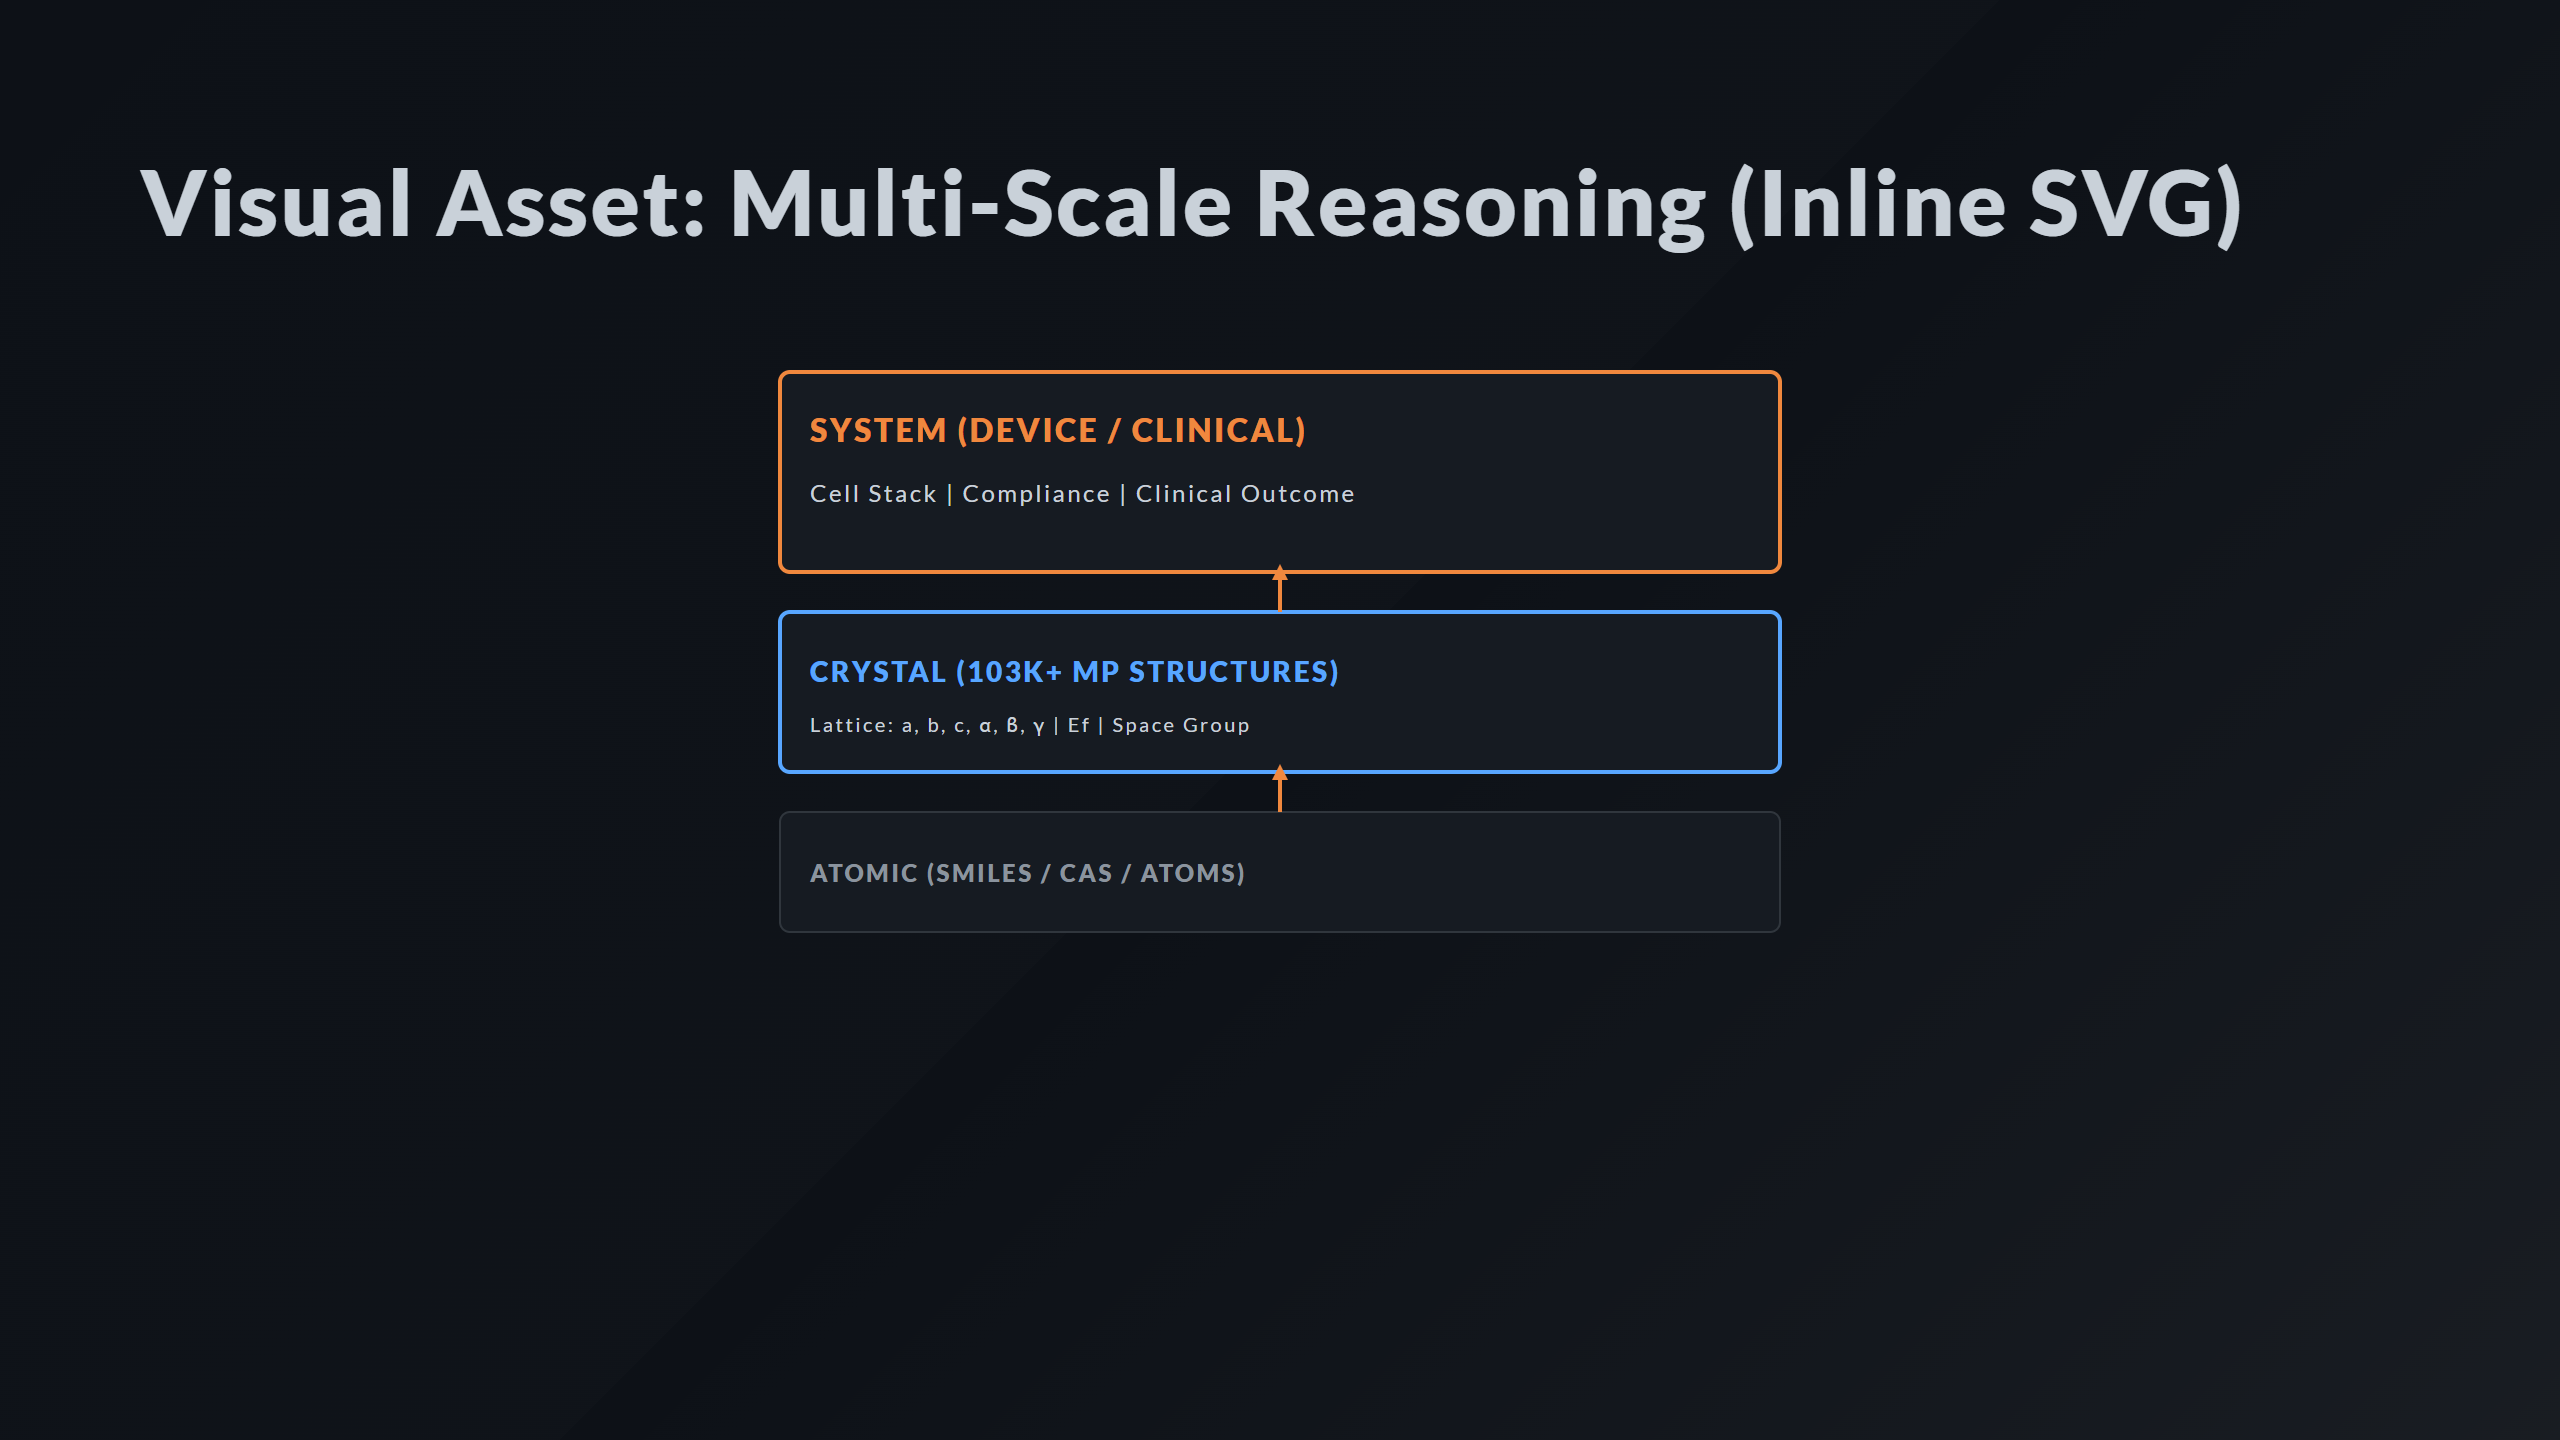 Visual Asset: Multi-Scale Reasoning (Inline SVG)
SYSTEM (DEVICE / CLINICAL)
Cell Stack | Compliance | Clinical Outcome
CRYSTAL (103K+ MP STRUCTURES)
Lattice: a, b, c, α, β, γ | Ef | Space Group
ATOMIC (SMILES / CAS / ATOMS)